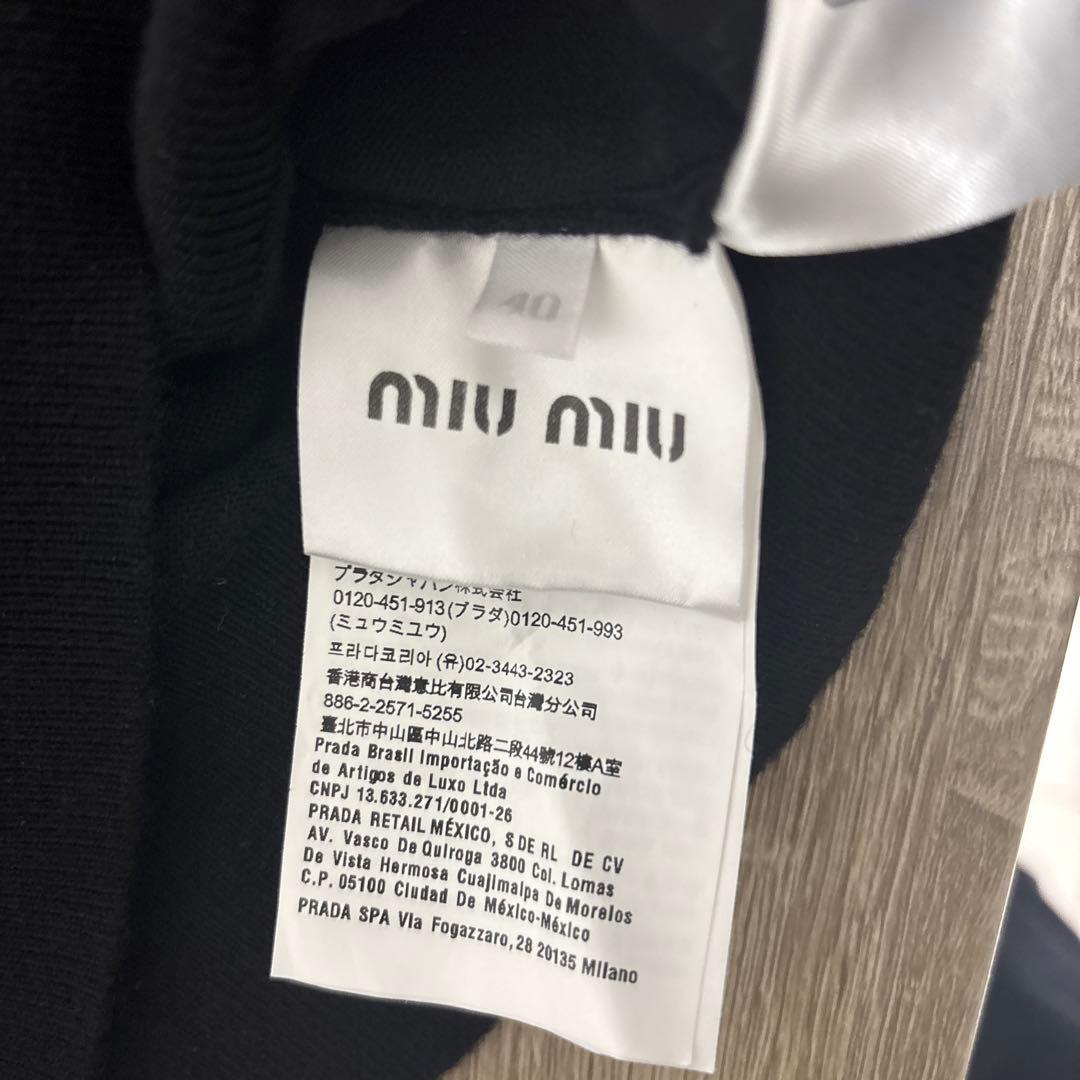 40
miu miu
プラダジャパン株式会社
0120-451-913(プラダ)0120-451-993
(ミュウミユウ)
프라다코리아(유)02-3443-2323
香港商台灣意比有限公司台灣分公司
886-2-2571-5255
臺北市中山區中山北路二段44號12樓A室
Prada Brasil Importação e Comércio
de Artigos de Luxo Ltda
CNPJ 13.633.271/0001-26
PRADA RETAIL MÉXICO, S DE RL DE CV
AV. Vasco De Quiroga 3800 Col. Lomas
De Vista Hermosa Cuajimalpa De Morelos
C.P. 05100 Ciudad De México-México
PRADA SPA Via Fogazzaro, 28 20135 Milano